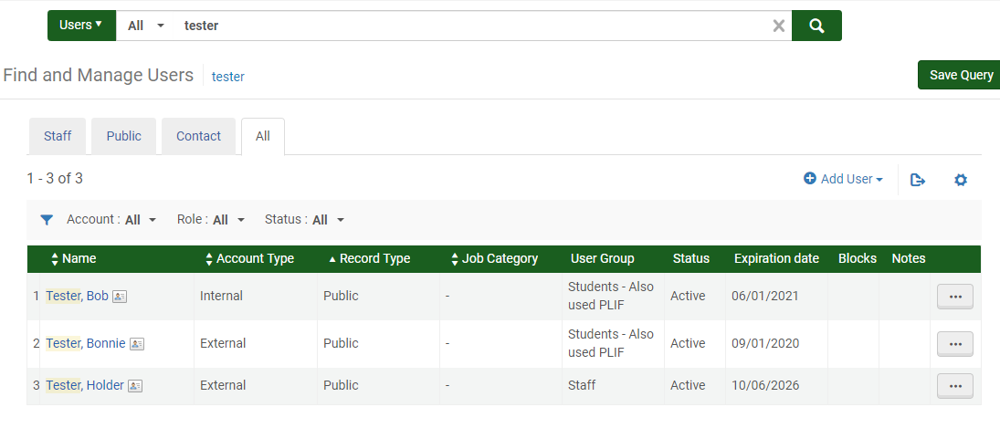 Users All tester
Find and Manage Users tester Save Query
Staff Public Contact All
1 - 3 of 3 Add User
Account : All Role : All Status : All
Name Account Type Record Type Job Category User Group Status Expiration date Blocks Notes
1 Tester, Bob Internal Public - Students - Also used PLIF Active 06/01/2021 ...
2 Tester, Bonnie External Public - Students - Also used PLIF Active 09/01/2020 ...
3 Tester, Holder External Public - Staff Active 10/06/2026 ...